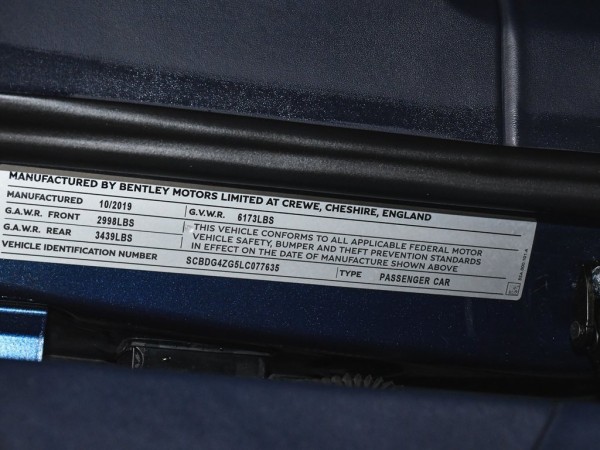 MANUFACTURED BY BENTLEY MOTORS LIMITED AT CREWE, CHESHIRE, ENGLAND
MANUFACTURED 10/2019 G.V.W.R. 6173LBS
G.A.W.R. FRONT 2998LBS
G.A.W.R. REAR 3439LBS
THIS VEHICLE CONFORMS TO ALL APPLICABLE FEDERAL MOTOR
VEHICLE SAFETY, BUMPER AND THEFT PREVENTION STANDARDS
IN EFFECT ON THE DATE OF MANUFACTURE SHOWN ABOVE
VEHICLE IDENTIFICATION NUMBER SCBDG4ZG5LC077635 TYPE PASSENGER CAR